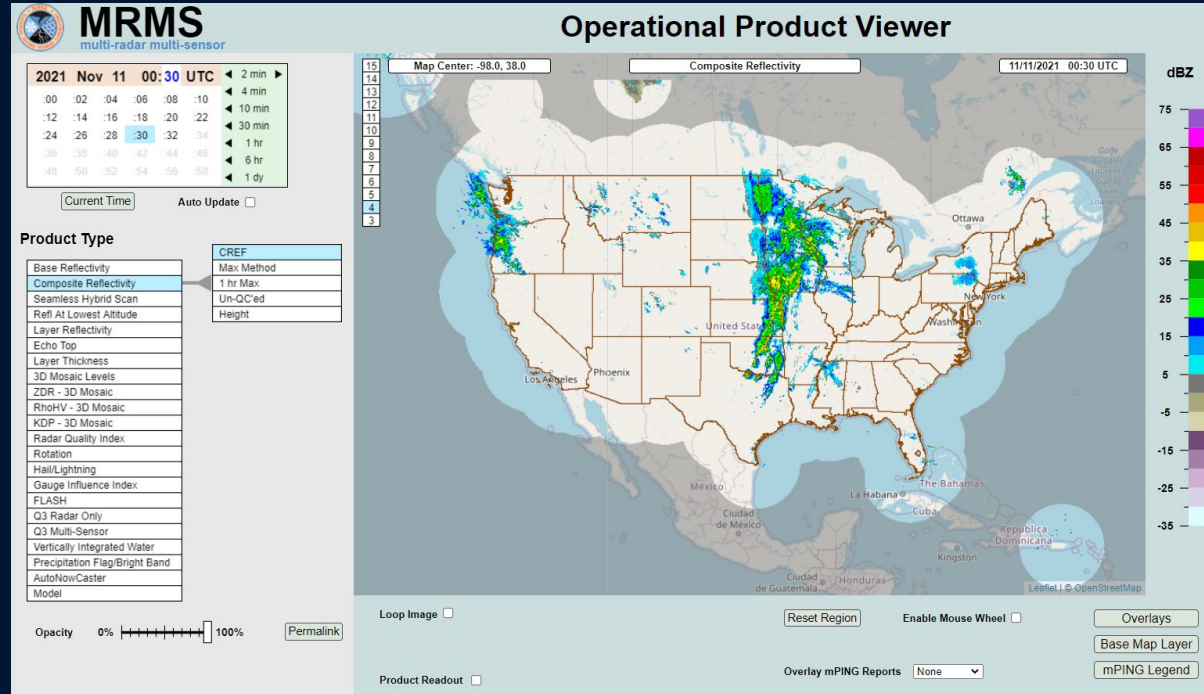 MRMS
multi-radar multi-sensor
Operational Product Viewer
2021 Nov 11 00:30 UTC
2 min
:00 :02 :04 :06 :08 :10
4 min
:12 :14 :16 :18 :20 :22
10 min
:24 :26 :28 :30 :32 :34
30 min
:36 :38 :40 :42 :44 :46
1 hr
:48 :50 :52 :54 :56 :58
6 hr
1 dy
Current Time
Auto Update
Product Type
Base Reflectivity
Composite Reflectivity
Seamless Hybrid Scan
Refl At Lowest Altitude
Layer Reflectivity
Echo Top
Layer Thickness
3D Mosaic Levels
ZDR - 3D Mosaic
RhoHV - 3D Mosaic
KDP - 3D Mosaic
Radar Quality Index
Rotation
Hail/Lightning
Gauge Influence Index
FLASH
Q3 Radar Only
Q3 Multi-Sensor
Vertically Integrated Water
Precipitation Flag/Bright Band
AutoNowCaster
Model
CREF
Max Method
1 hr Max
Un-QC'ed
Height
Opacity 0% 100%
Permalink
15
14
13
12
11
10
9
8
7
6
5
4
3
Map Center: -98.0, 38.0
Composite Reflectivity
11/11/2021 00:30 UTC
Golfe
du Saint
Laurent
Ottawa
New York
Washington
United Stat
Los Angeles
Phoenix
México
Ciudad
de México
La Habana
The Bahamas
Cuba
República
Dominicana
Kingston
Ciudad
de Guatemala
Honduras
Leaflet | © OpenStreetMap
dBZ
75
65
55
45
35
25
15
5
-5
-15
-25
-35
Loop Image
Reset Region
Enable Mouse Wheel
Overlays
Base Map Layer
Product Readout
Overlay mPING Reports
None
mPING Legend